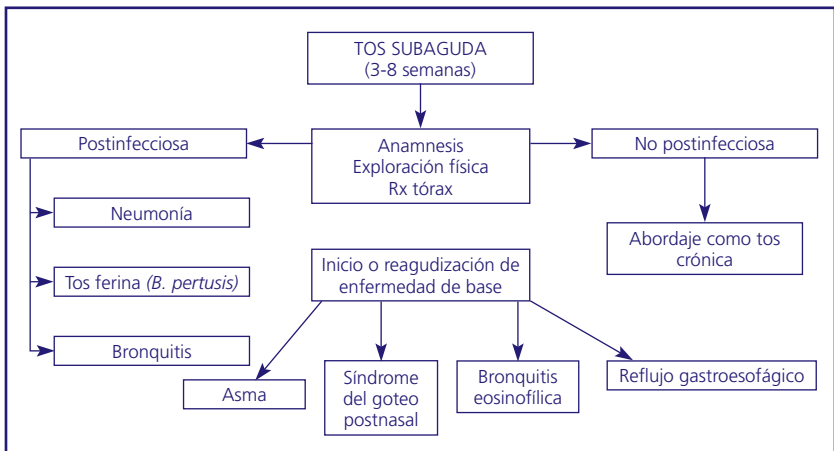 TOS SUBAGUDA
(3-8 semanas)
Postinfecciosa
Anamnesis
Exploración física
Rx tórax
No postinfecciosa
Neumonía
Tos ferina (B. pertusis)
Bronquitis
Abordaje como tos
crónica
Inicio o reagudización de
enfermedad de base
Asma
Síndrome
del goteo
postnasal
Bronquitis
eosinofílica
Reflujo gastroesofágico